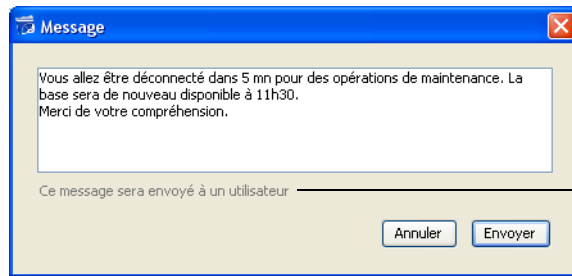 Message
Vous allez être déconnecté dans 5 mn pour des opérations de maintenance. La
base sera de nouveau disponible à 11h30.
Merci de votre compréhension.
Ce message sera envoyé à un utilisateur
Annuler
Envoyer